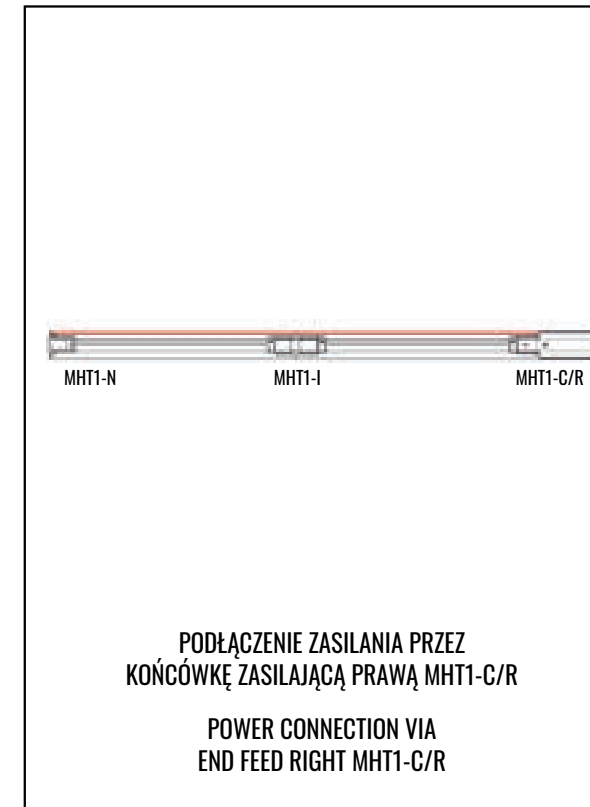 MHT1-N MHT1-I MHT1-C/R
PODŁĄCZENIE ZASILANIA PRZEZ
KOŃCÓWKĘ ZASILAJĄCĄ PRAWĄ MHT1-C/R
POWER CONNECTION VIA
END FEED RIGHT MHT1-C/R